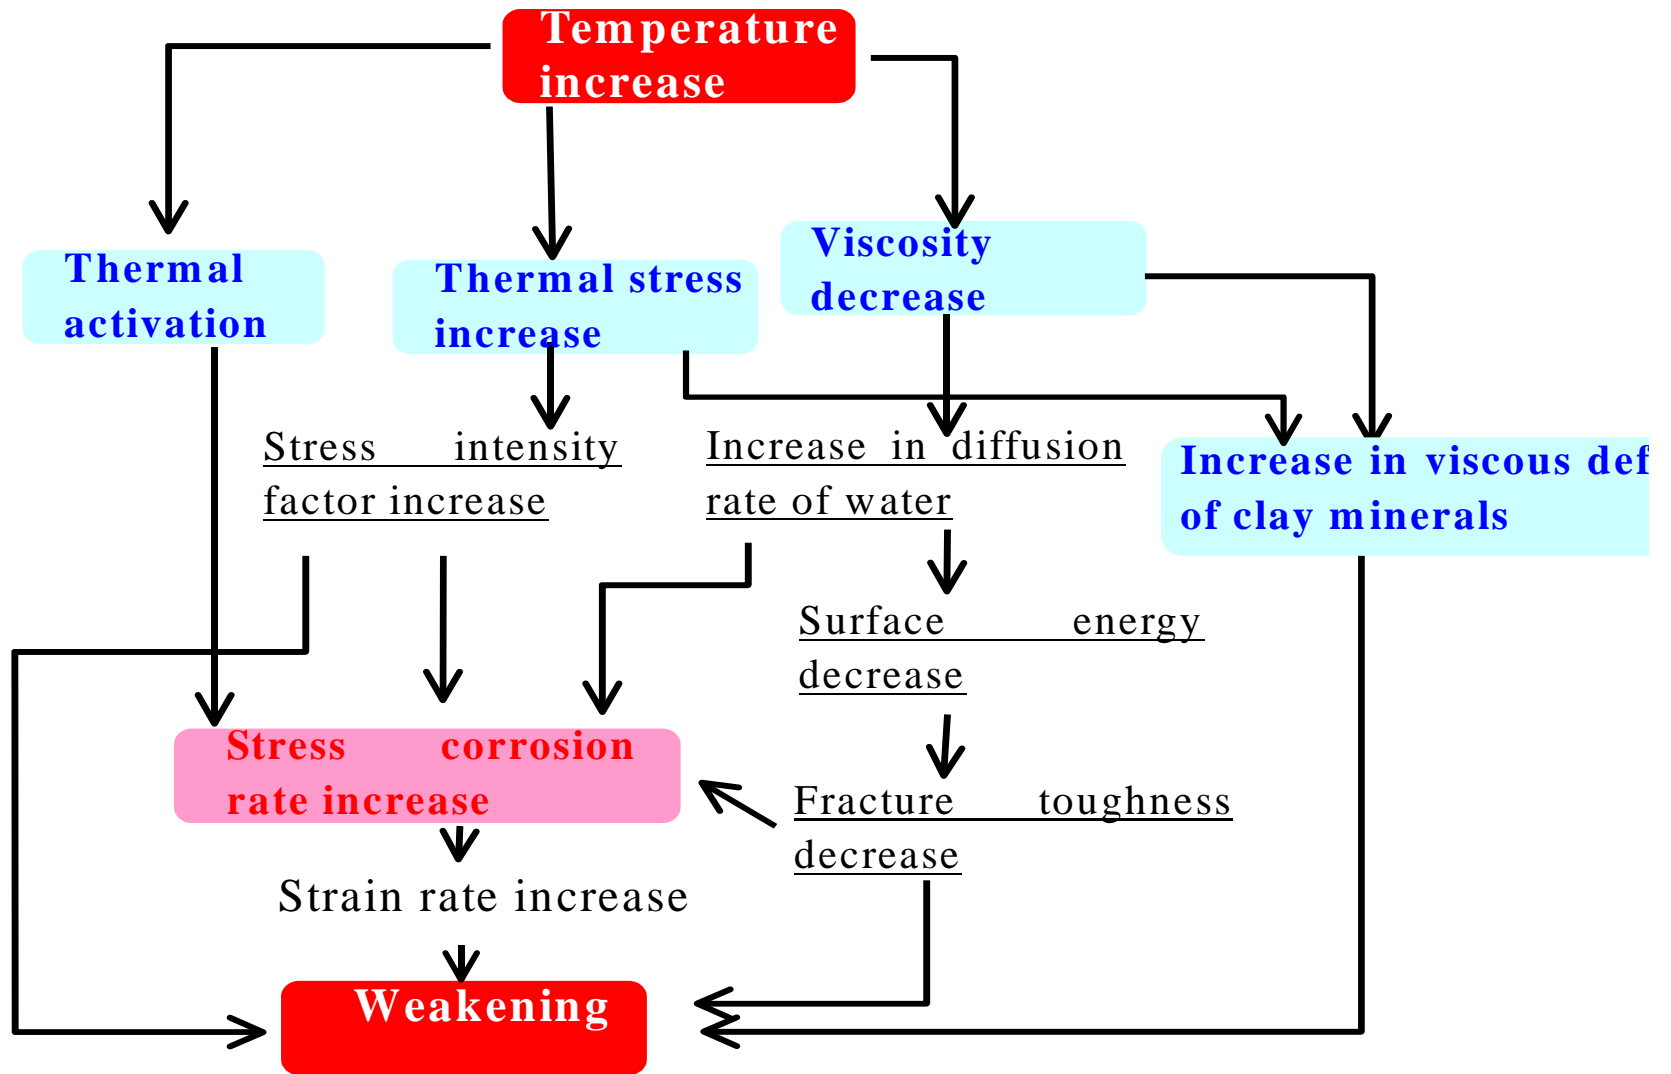 Temperature
increase
Thermal
activation
Thermal stress
increase
Viscosity
decrease
Stress intensity
factor increase
Increase in diffusion
rate of water
Increase in viscous def
of clay minerals
Surface energy
decrease
Stress corrosion
rate increase
Fracture toughness
decrease
Strain rate increase
Weakening